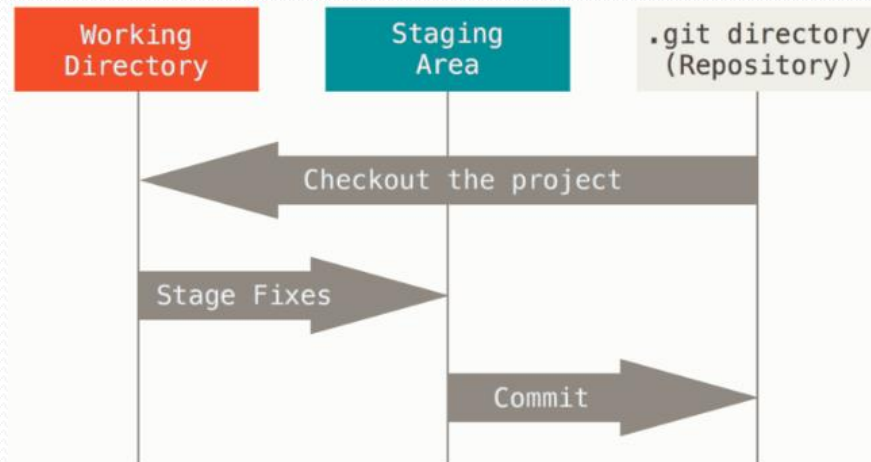 Working
Directory
Staging
Area
.git directory
(Repository)
Checkout the project
Stage Fixes
Commit